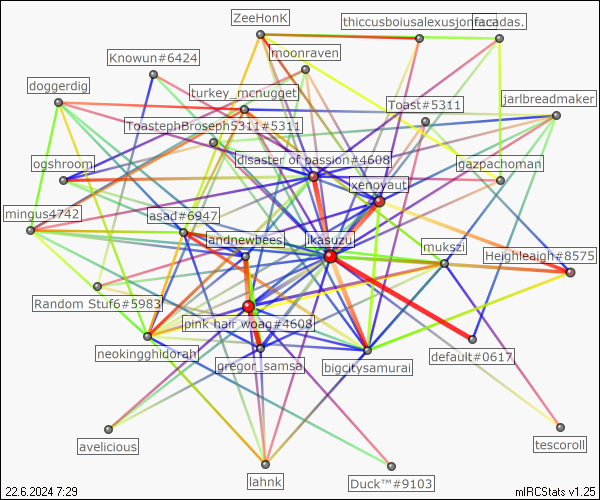 ZeeHonK
thiccusboiusalexusjonfacadas.
moonraven
Knowun#6424
doggerdig
turkey_mcnugget
Toast#5311
jarlbreadmaker
ToastephBroseph5311#5311
disaster of passion#4608
ogshroom
gazpachoman
xenoyaut
mingus4742
asad#6947
andnewbees
ikasuzu
mukszi
Heighleaigh#8575
Random Stuf6#5983
pink hair woag#4608
neokingghidorah
gregor_samsa
bigcitysamurai
default#0617
avelicious
tescoroll
lahnk
Duck™#9103
22.6.2024 7:29
mIRCStats v1.25